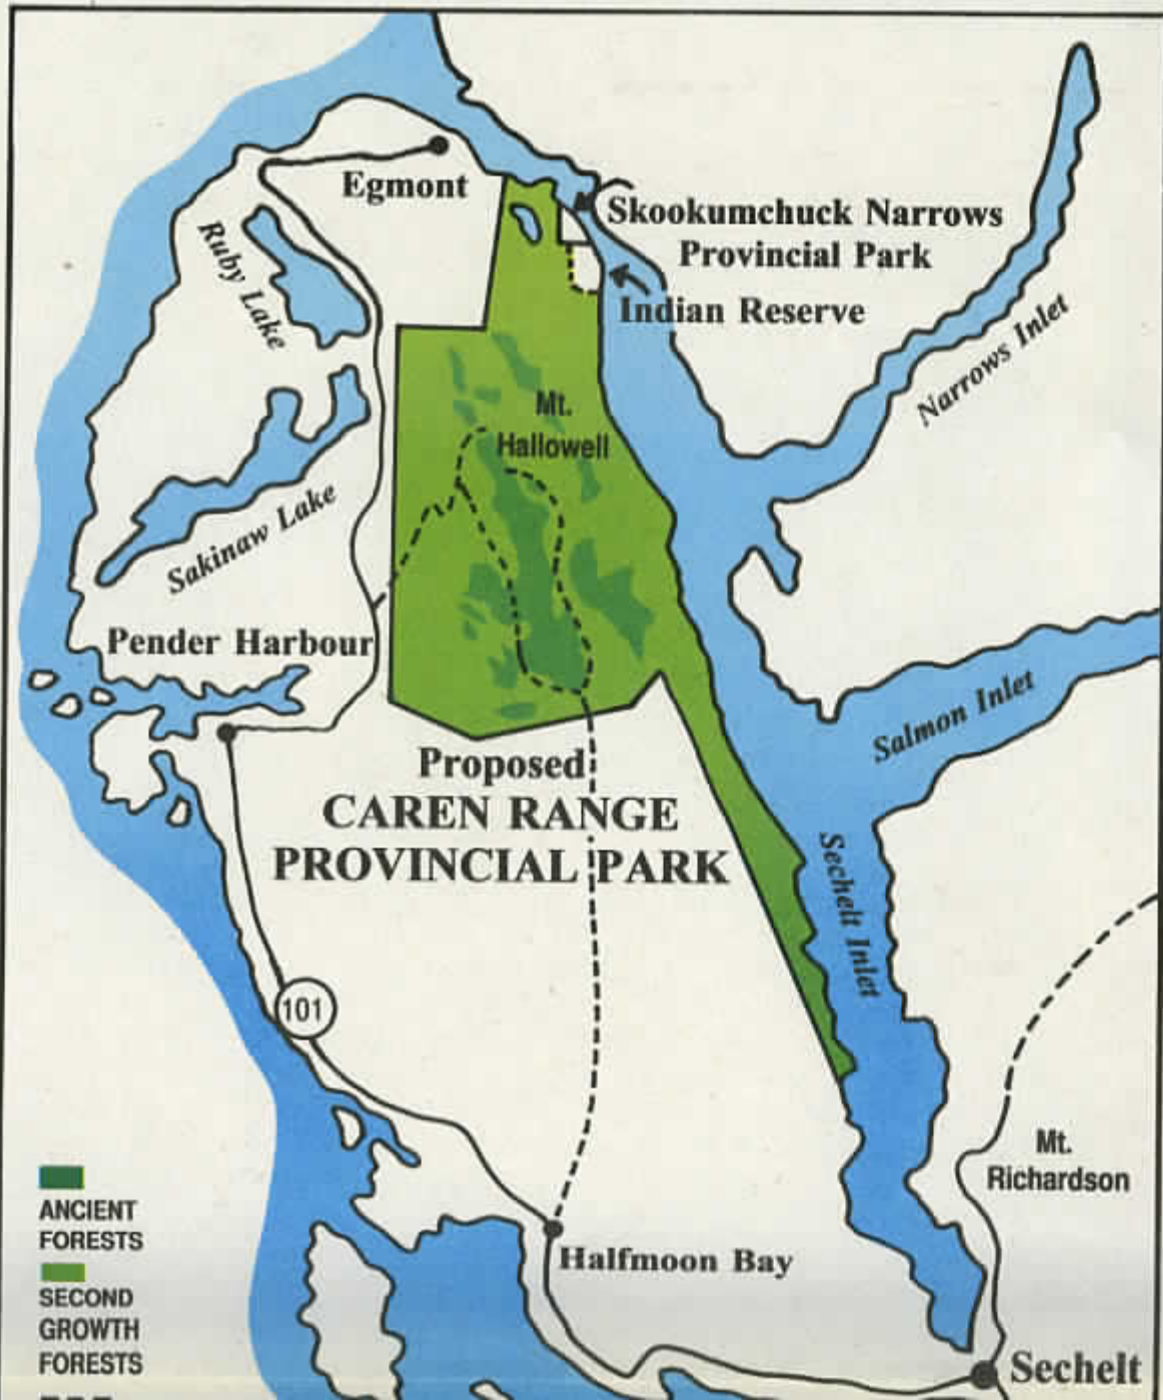 Egmont
Skookumchuck Narrows
Provincial Park
Indian Reserve
Ruby Lake
Narrows Inlet
Mt.
Hallowell
Sakinaw Lake
Pender Harbour
Salmon Inlet
Proposed
CAREN RANGE
PROVINCIAL PARK
Sechelt Inlet
101
Mt.
Richardson
ANCIENT
FORESTS
SECOND
GROWTH
FORESTS
Halfmoon Bay
Sechelt